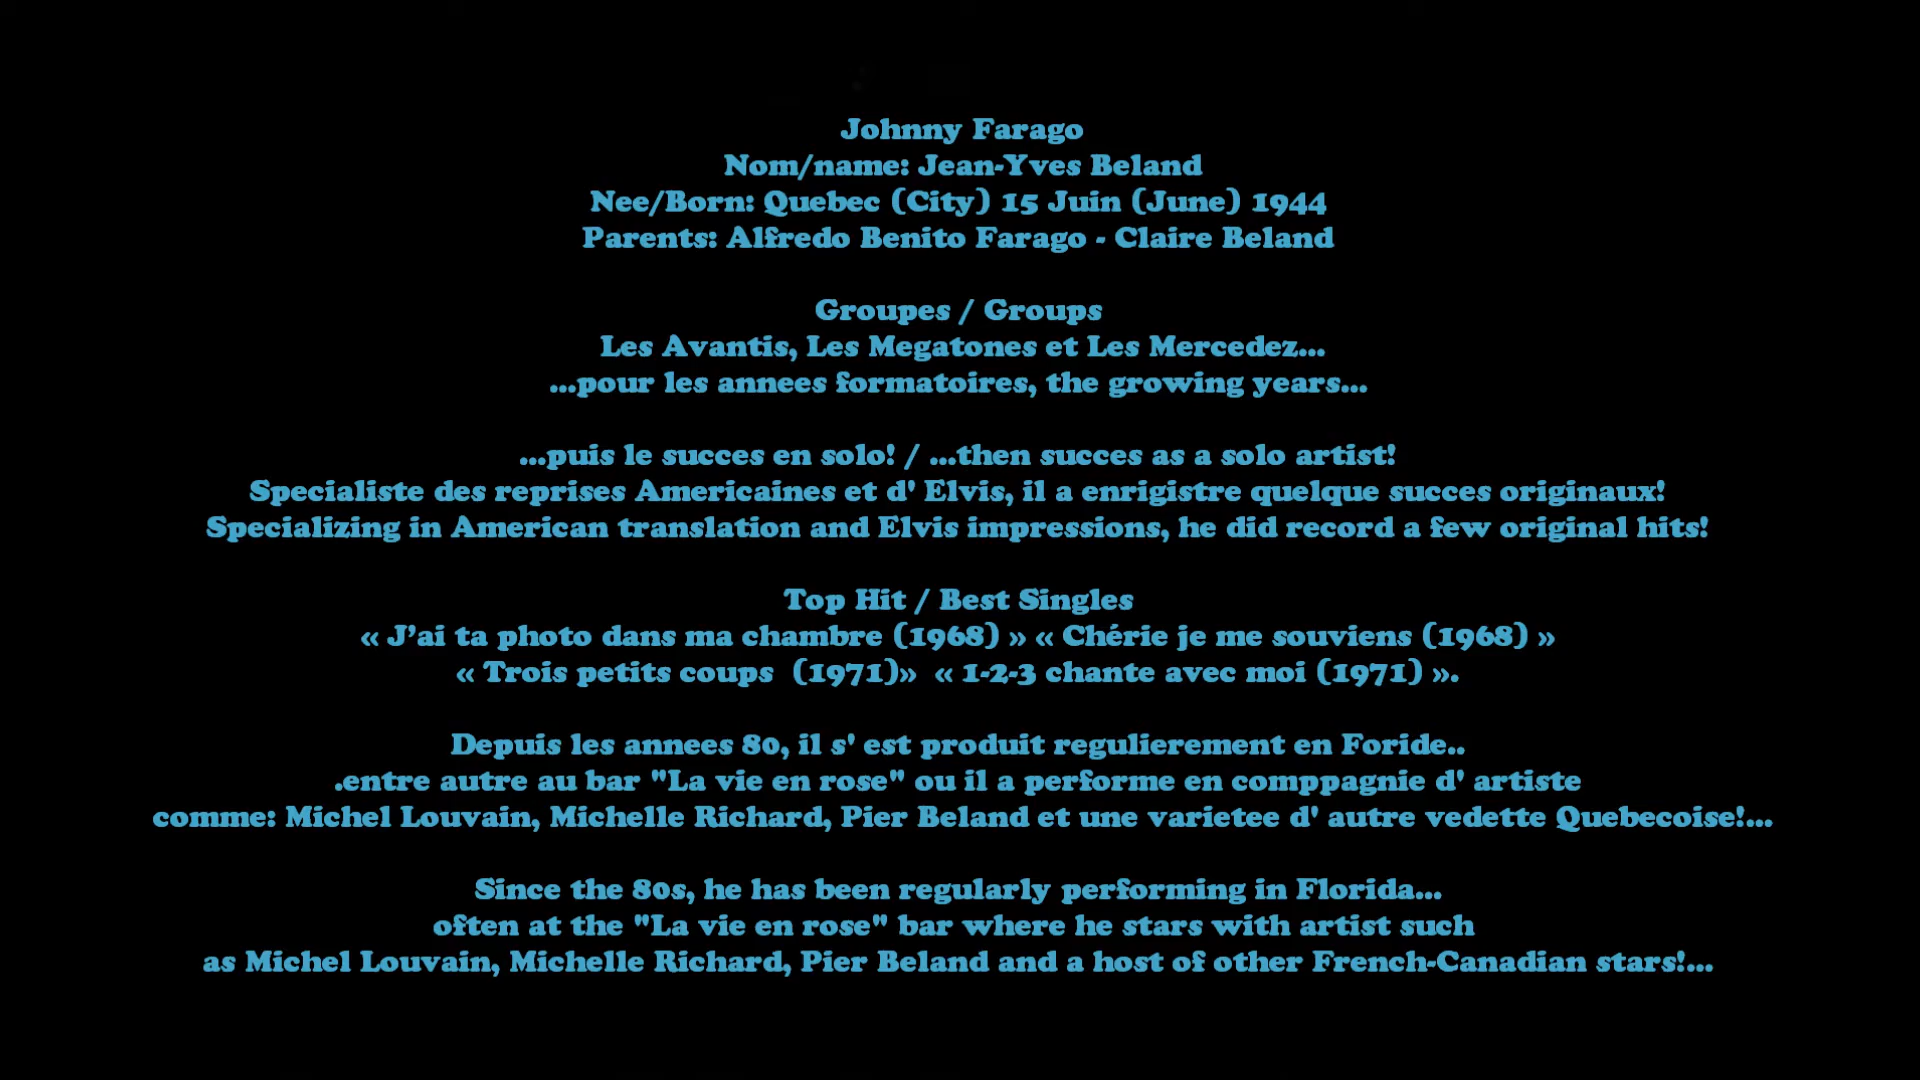 Johnny Farago
Nom/name: Jean-Yves Beland
Nee/Born: Quebec (City) 15 Juin (June) 1944
Parents: Alfredo Benito Farago - Claire Beland
Groupes / Groups
Les Avantis, Les Megatones et Les Mercedez...
...pour les annees formatoires, the growing years...
...puis le succes en solo! / ...then succes as a solo artist!
Specialiste des reprises Americaines et d' Elvis, il a enrigistre quelque succes originaux!
Specializing in American translation and Elvis impressions, he did record a few original hits!
Top Hit / Best Singles
« J’ai ta photo dans ma chambre (1968) » « Chérie je me souviens (1968) »
« Trois petits coups  (1971)»  « 1-2-3 chante avec moi (1971) ».
Depuis les annees 80, il s' est produit regulierement en Foride..
.entre autre au bar "La vie en rose" ou il a performe en comppagnie d' artiste
comme: Michel Louvain, Michelle Richard, Pier Beland et une varietee d' autre vedette Quebecoise!...
Since the 80s, he has been regularly performing in Florida...
often at the "La vie en rose" bar where he stars with artist such
as Michel Louvain, Michelle Richard, Pier Beland and a host of other French-Canadian stars!...